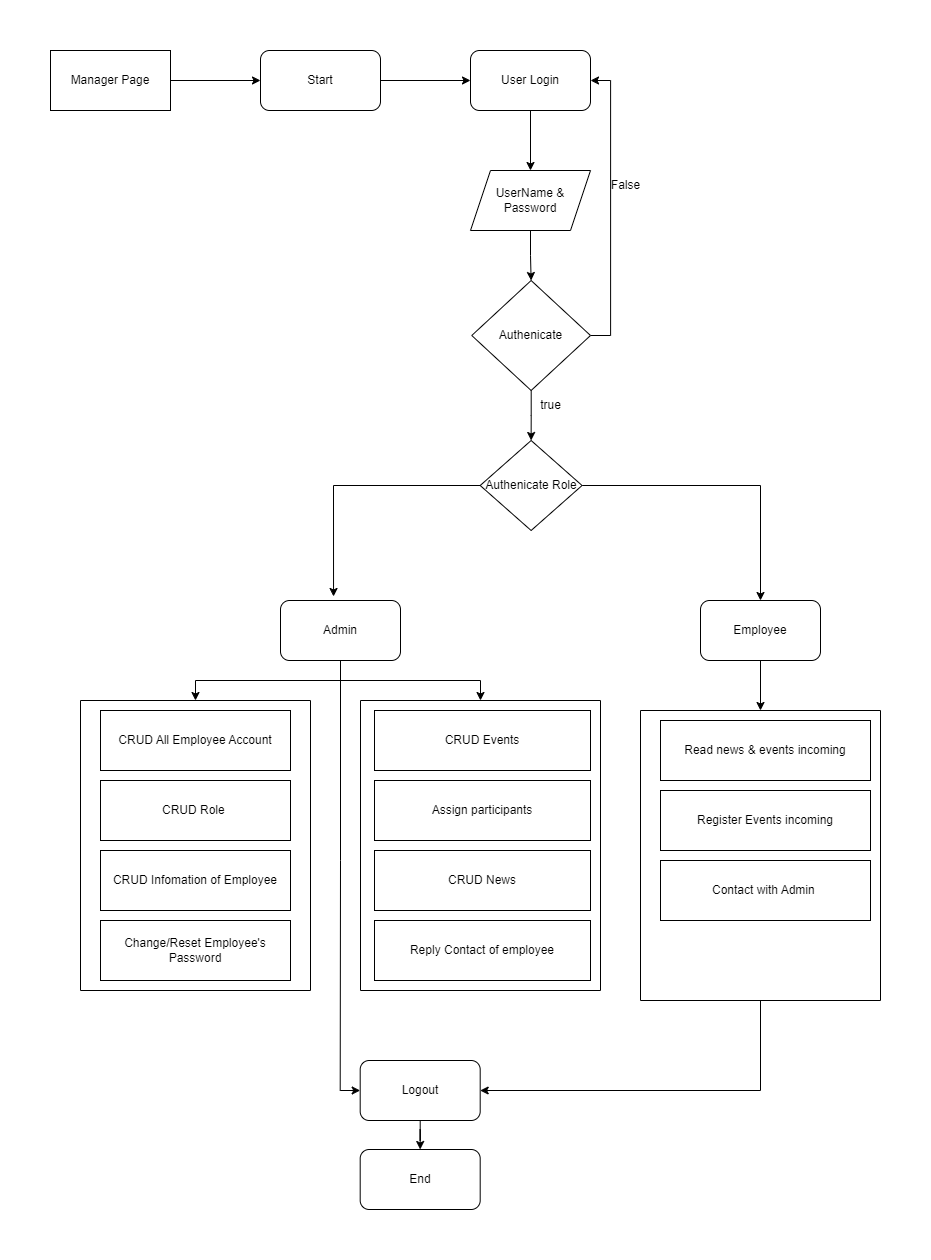 Manager Page
Start
User Login
UserName &
Password
False
Authenicate
true
Authenicate Role
Admin
Employee
CRUD All Employee Account
CRUD Role
CRUD Infomation of Employee
Change/Reset Employee's
Password
CRUD Events
Assign participants
CRUD News
Reply Contact of employee
Read news & events incoming
Register Events incoming
Contact with Admin
Logout
End